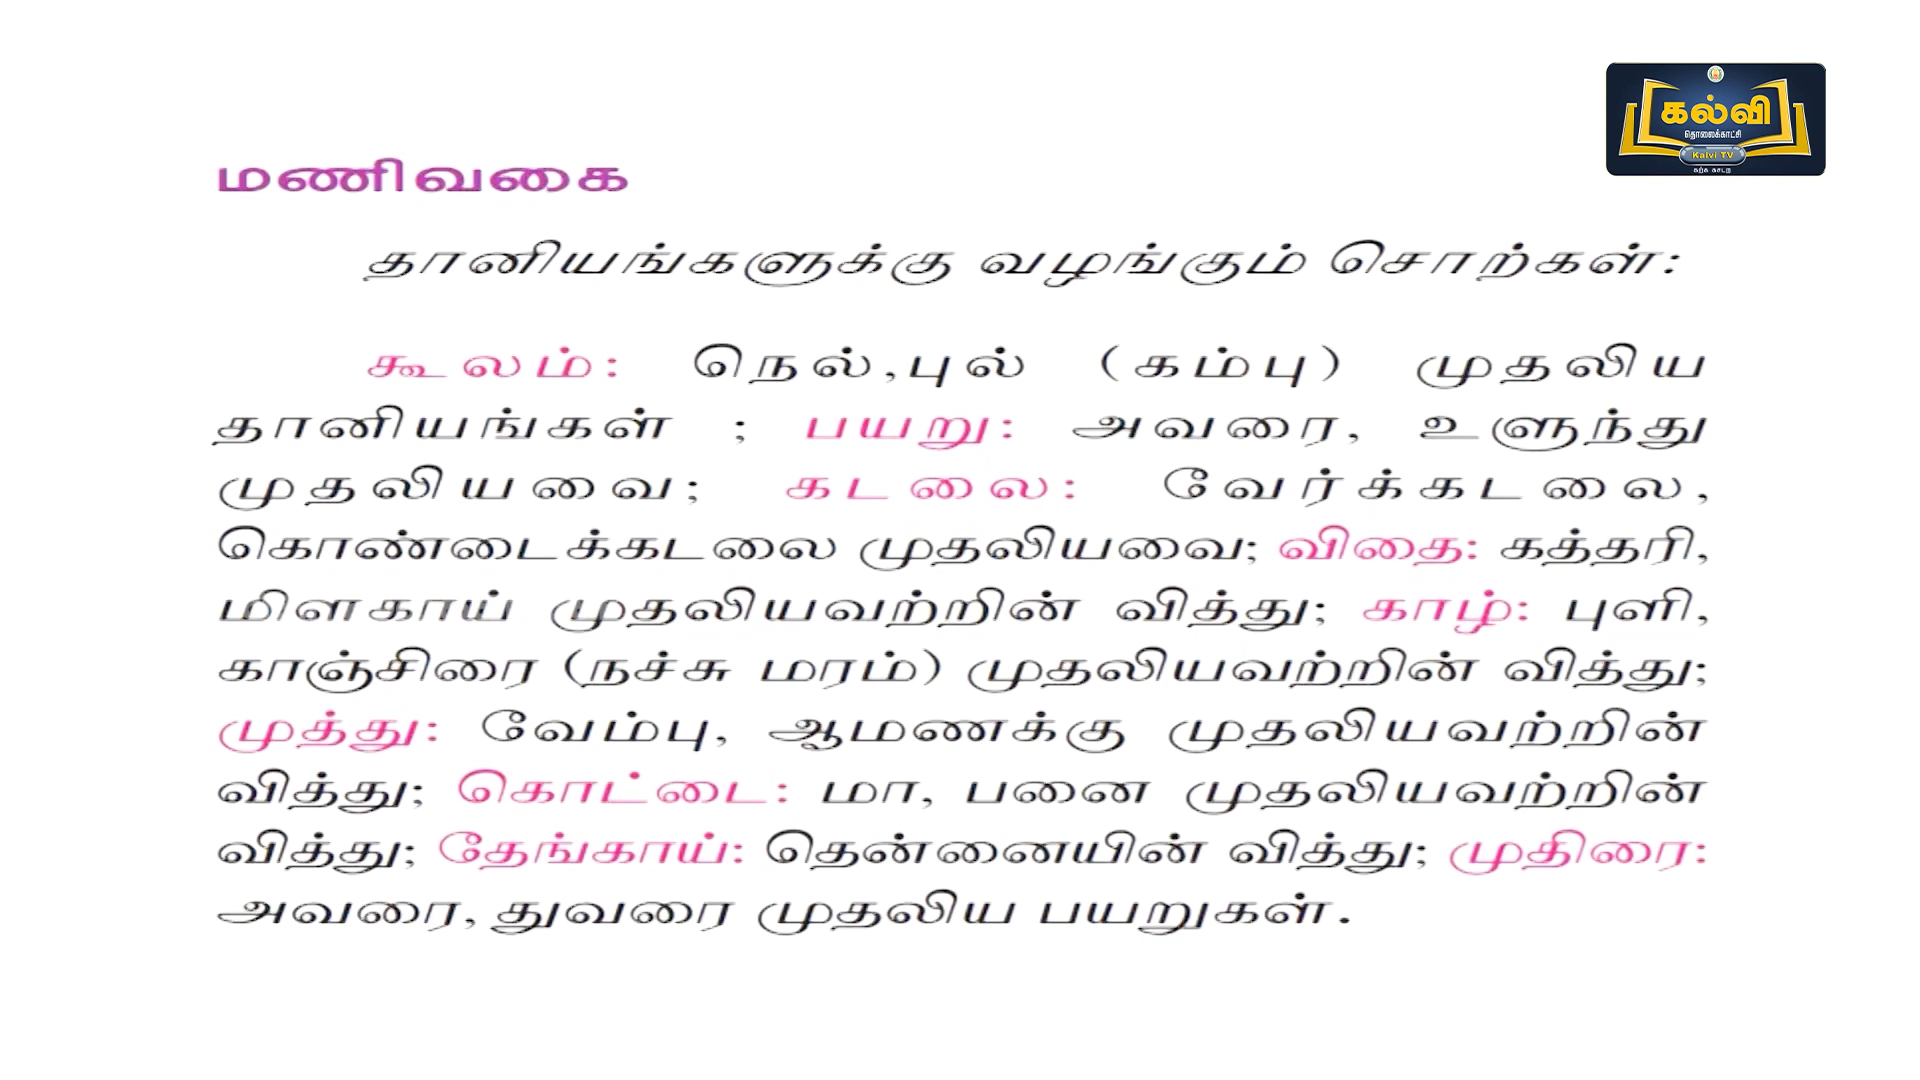 கல்வி
தொலைக்காட்சி
Kalvi TV
கற்க கசடற
மணிவகை
தானியங்களுக்கு வழங்கும் சொற்கள்:
கூலம்: நெல்,புல் (கம்பு) முதலிய
தானியங்கள் ; பயறு: அவரை, உளுந்து
முதலியவை; கடலை: வேர்க்கடலை,
கொண்டைக்கடலை முதலியவை; விதை: கத்தரி,
மிளகாய் முதலியவற்றின் வித்து; காழ்: புளி,
காஞ்சிரை (நச்சு மரம்) முதலியவற்றின் வித்து;
முத்து: வேம்பு, ஆமணக்கு முதலியவற்றின்
வித்து; கொட்டை: மா, பனை முதலியவற்றின்
வித்து; தேங்காய்: தென்னையின் வித்து; முதிரை:
அவரை, துவரை முதலிய பயறுகள்.